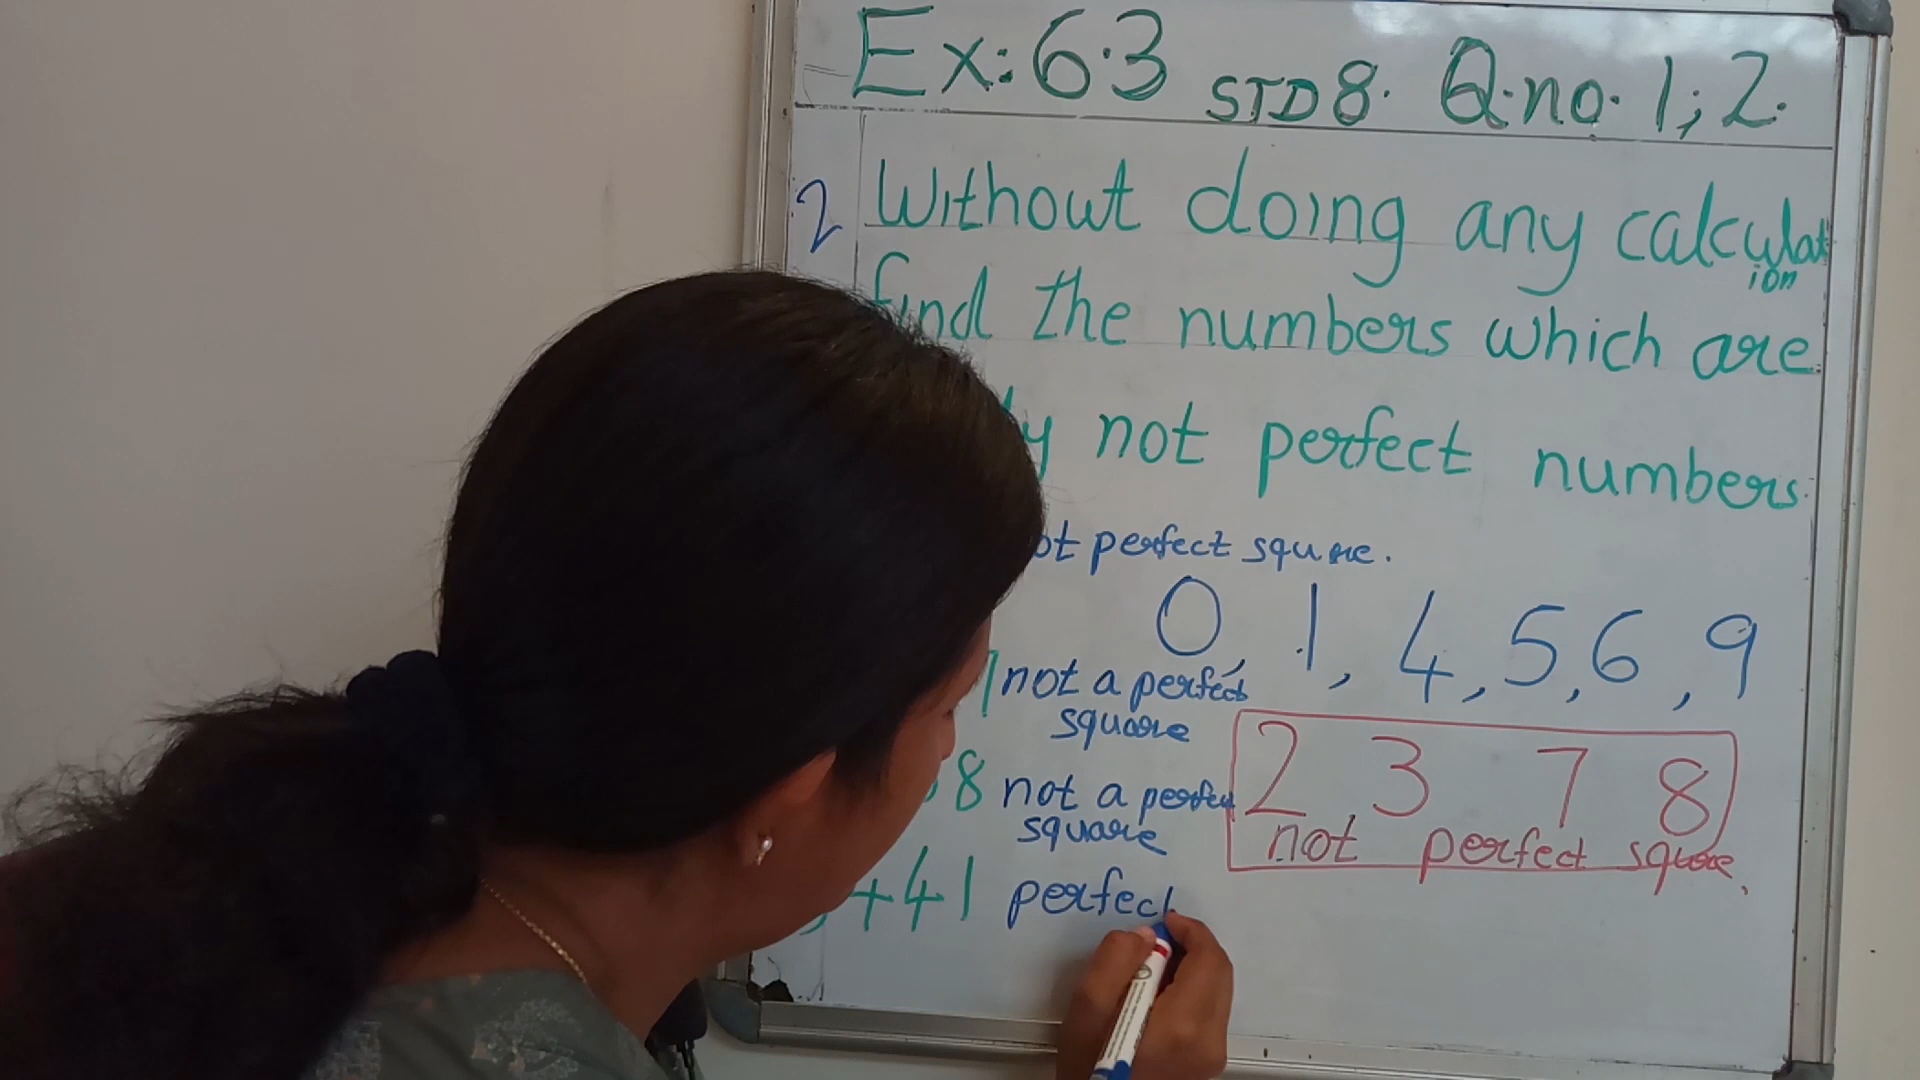 Ex: 6.3 STD 8. Q.no. 1; 2.
2 Without doing any calculat
ion
find the numbers which are
not perfect numbers
perfect square.
0, 1, 4, 5, 6, 9
not a perfect
square
2 3 7 8
8 not a perfect
square
not perfect square
41 perfect